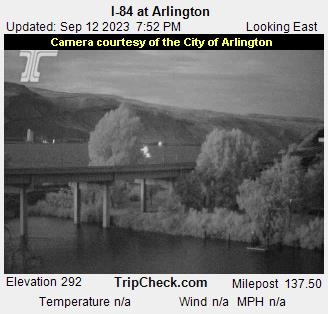 I-84 at Arlington
Updated: Sep 12 2023 7:52 PM Looking East
Camera courtesy of the City of Arlington
Elevation 292 TripCheck.com Milepost 137.50
Temperature n/a Wind n/a MPH n/a